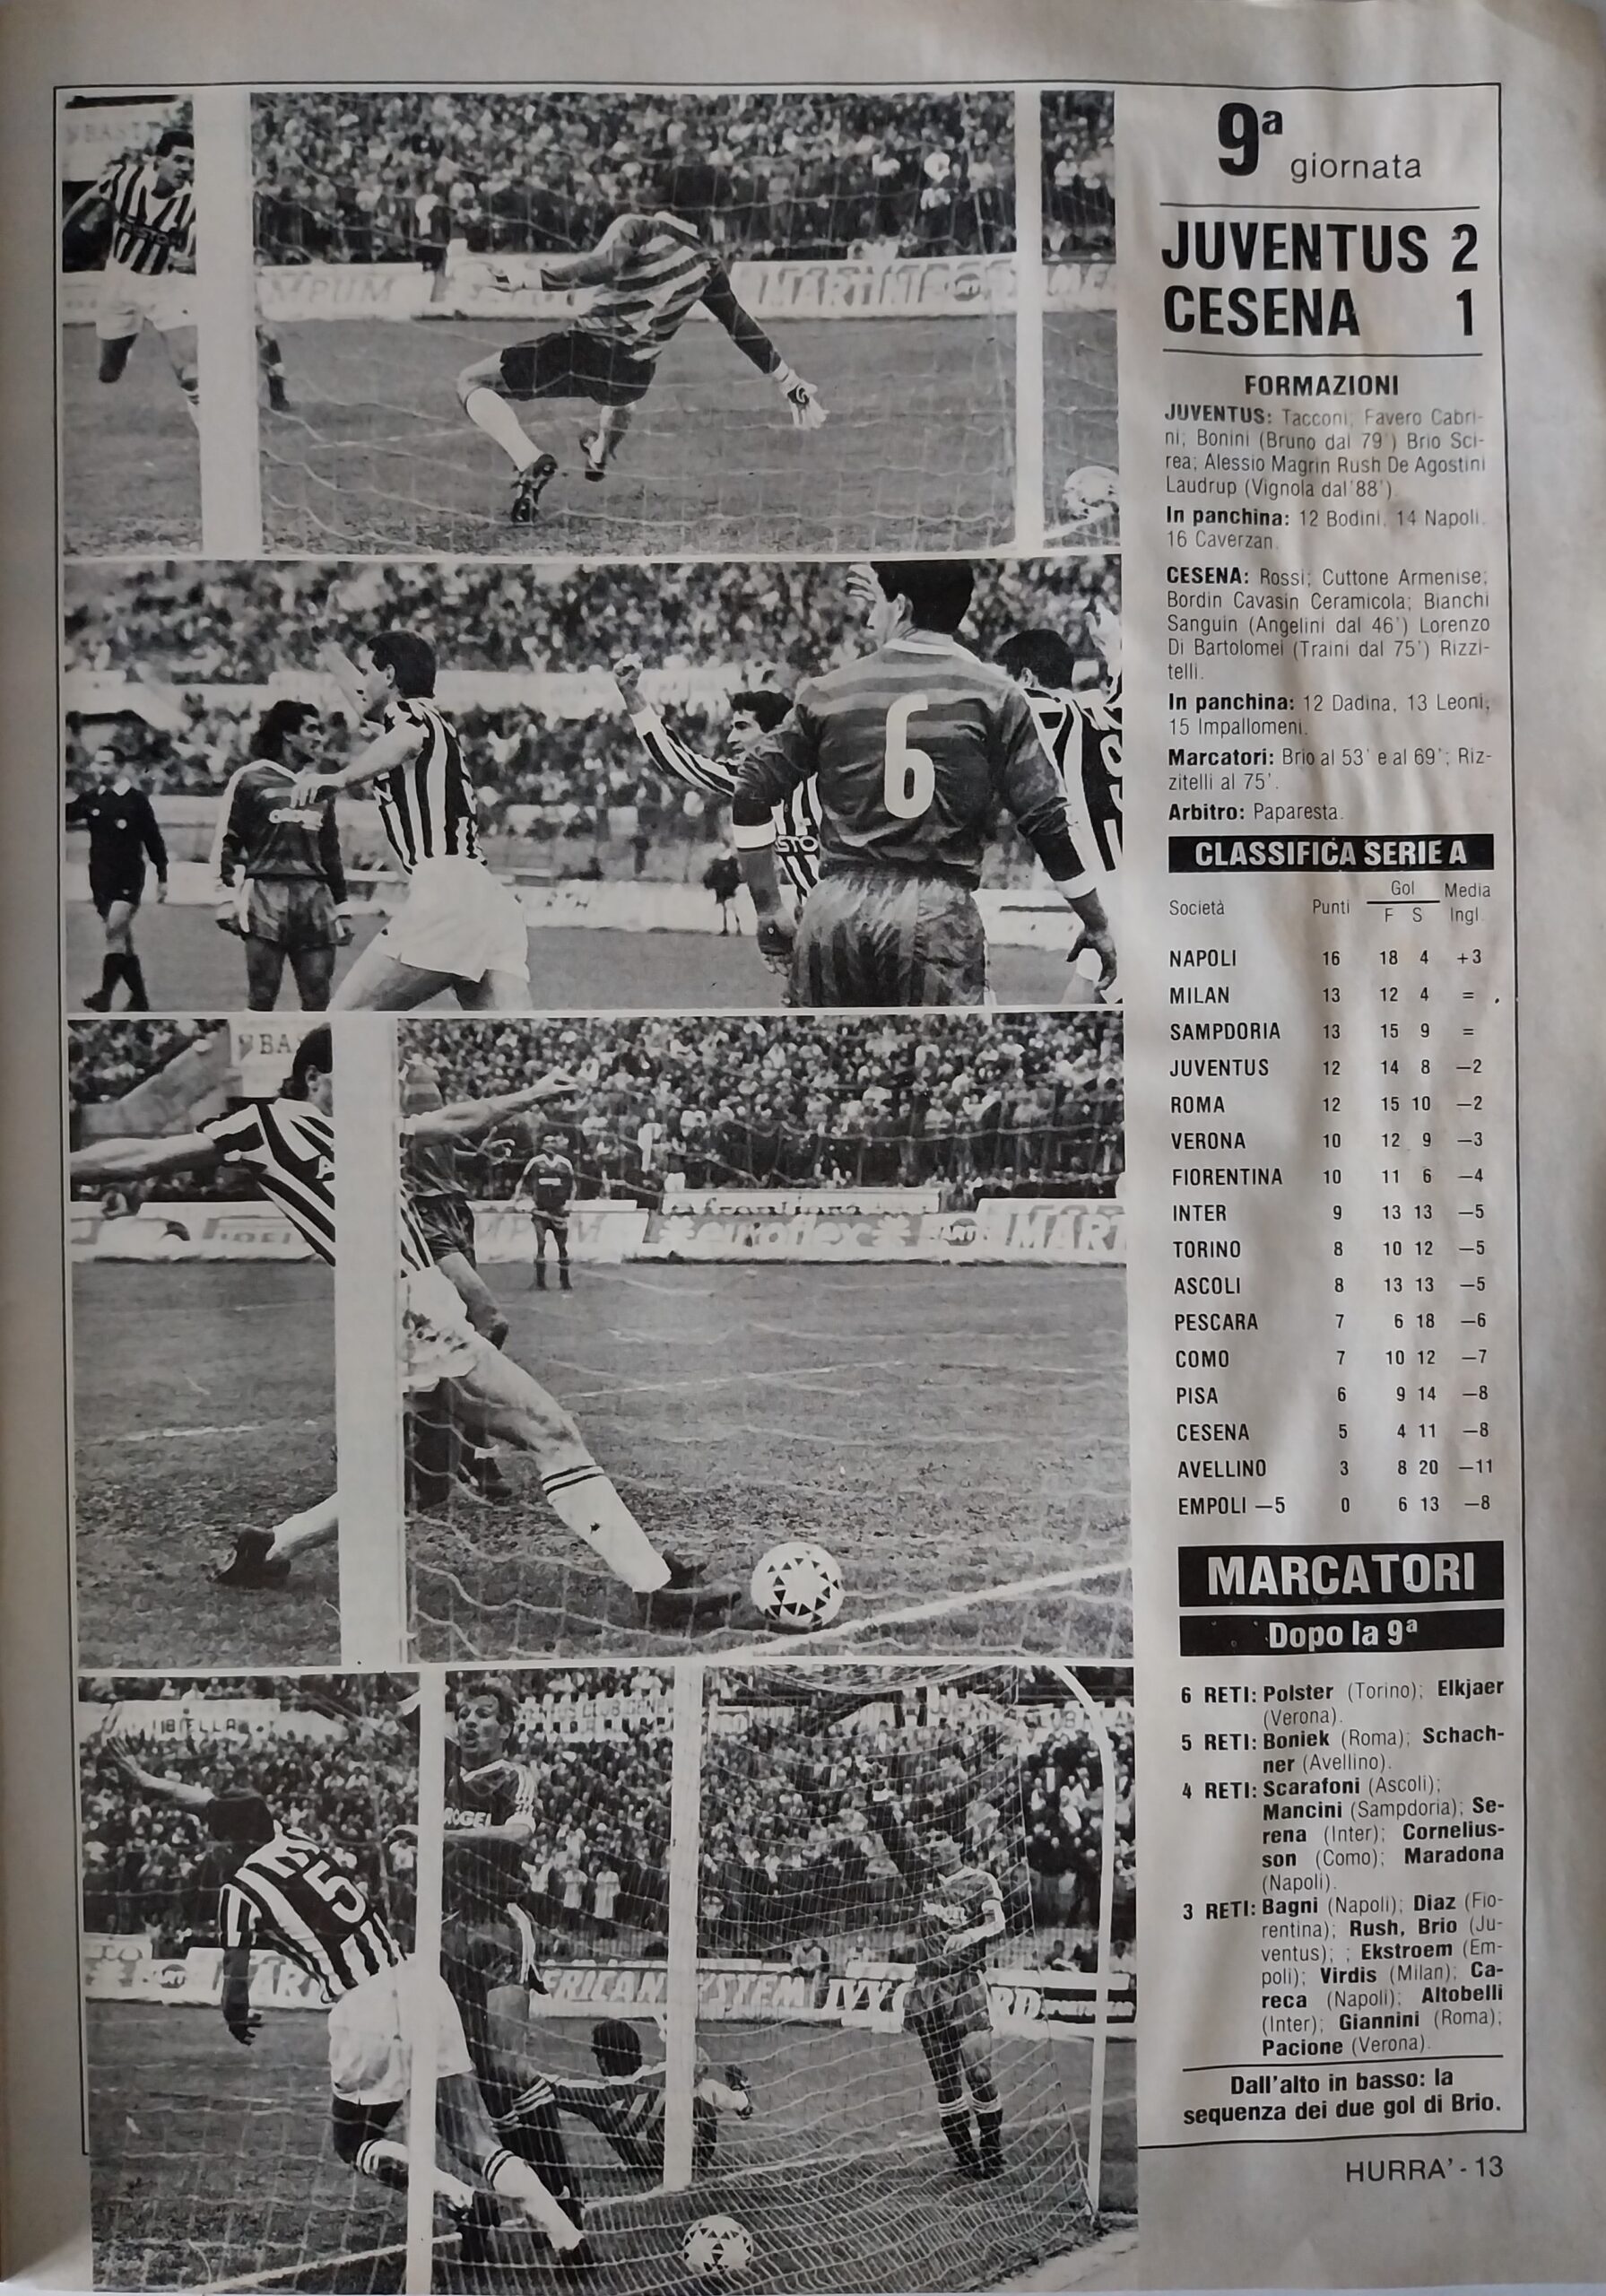 9ª giornata
JUVENTUS 2
CESENA 1
FORMAZIONI
JUVENTUS: Tacconi; Favero Cabri-
ni; Bonini (Bruno dal 79') Brio Sci-
rea; Alessio Magrin Rush De Agostini
Laudrup (Vignola dal 88').
In panchina: 12 Bodini, 14 Napoli,
16 Caverzan.
CESENA: Rossi; Cuttone Armenise;
Bordin Cavasin Ceramicola; Bianchi
Sanguin (Angelini dal 46') Lorenzo
Di Bartolomei (Traini dal 75') Rizzi-
telli.
In panchina: 12 Dadina, 13 Leoni,
15 Impallomeni.
Marcatori: Brio al 53' e al 69'; Riz-
zitelli al 75'.
Arbitro: Paparesta.
CLASSIFICA SERIE A
Società Punti Gol F S Media Ingl.
NAPOLI 16 18 4 +3
MILAN 13 12 4 =
SAMPDORIA 13 15 9 =
JUVENTUS 12 14 8 —2
ROMA 12 15 10 —2
VERONA 10 12 9 —3
FIORENTINA 10 11 6 —4
INTER 9 13 13 —5
TORINO 8 10 12 —5
ASCOLI 8 13 13 —5
PESCARA 7 6 18 —6
COMO 7 10 12 —7
PISA 6 9 14 —8
CESENA 5 4 11 —8
AVELLINO 3 8 20 —11
EMPOLI —5 0 6 13 —8
MARCATORI
Dopo la 9ª
6 RETI: Polster (Torino); Elkjaer
(Verona).
5 RETI: Boniek (Roma); Schach-
ner (Avellino).
4 RETI: Scarafoni (Ascoli);
Mancini (Sampdoria); Se-
rena (Inter); Cornelius-
son (Como); Maradona
(Napoli).
3 RETI: Bagni (Napoli); Diaz (Fio-
rentina); Rush, Brio (Ju-
ventus); ; Ekstroem (Em-
poli); Virdis (Milan); Ca-
reca (Napoli); Altobelli
(Inter); Giannini (Roma);
Pacione (Verona).
Dall'alto in basso: la
sequenza dei due gol di Brio.
HURRA' - 13
MARTINI
6
5